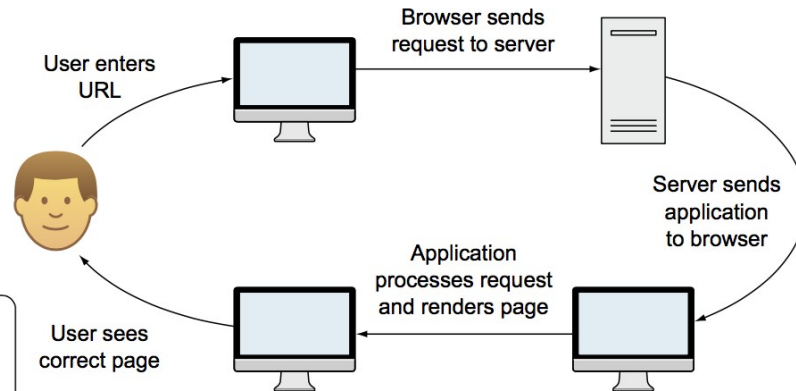 Browser sends
request to server
User enters
URL
Server sends
application
to browser
Application
processes request
and renders page
User sees
correct page